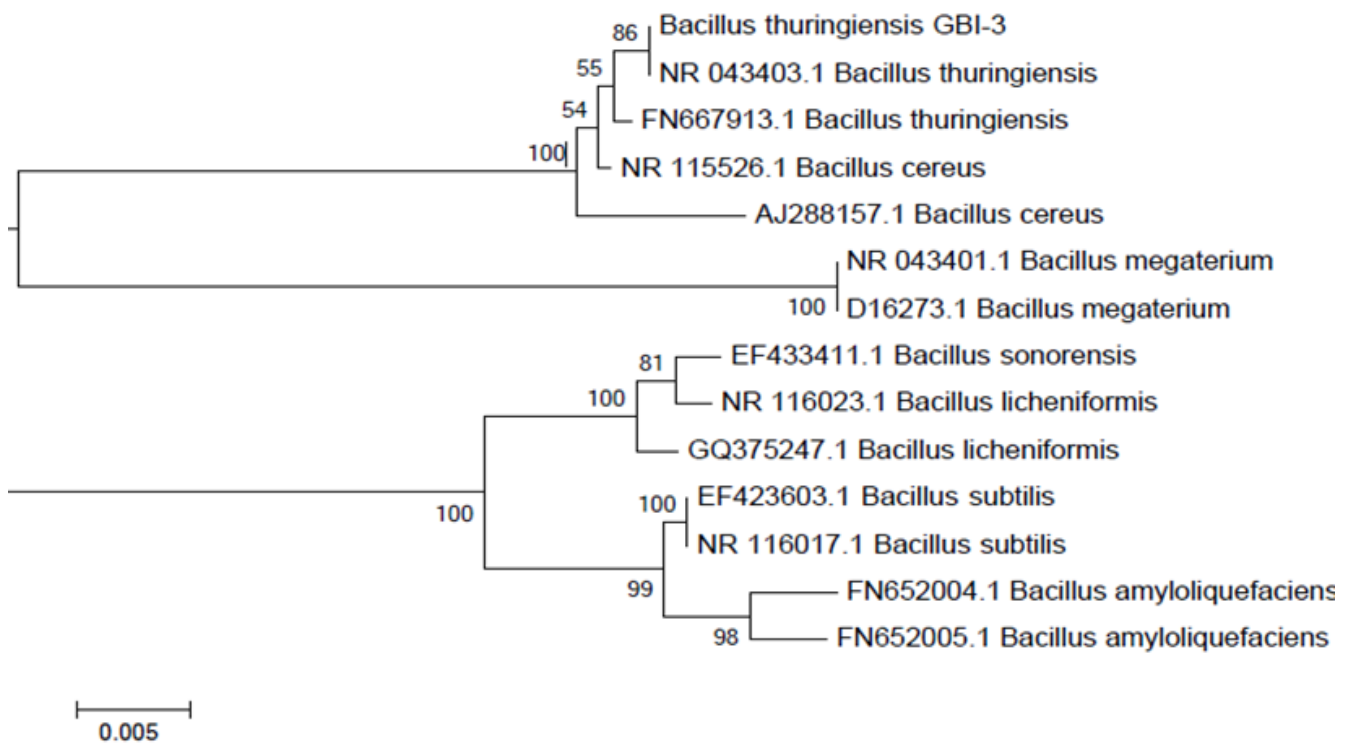 86
Bacillus thuringiensis GBI-3
55
NR 043403.1 Bacillus thuringiensis
54
FN667913.1 Bacillus thuringiensis
100
NR 115526.1 Bacillus cereus
AJ288157.1 Bacillus cereus
NR 043401.1 Bacillus megaterium
100
D16273.1 Bacillus megaterium
81
EF433411.1 Bacillus sonorensis
100
NR 116023.1 Bacillus licheniformis
GQ375247.1 Bacillus licheniformis
100
100
EF423603.1 Bacillus subtilis
NR 116017.1 Bacillus subtilis
99
FN652004.1 Bacillus amyloliquefaciens
98
FN652005.1 Bacillus amyloliquefaciens
0.005